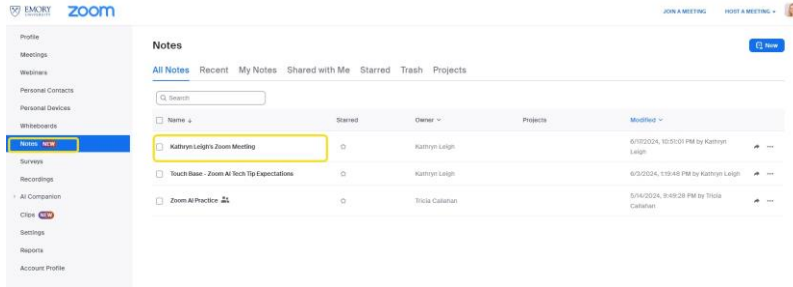 EMORY UNIVERSITY zoom JOIN A MEETING HOST A MEETING
Profile
Meetings
Webinars
Personal Contacts
Personal Devices
Whiteboards
Notes NEW
Surveys
Recordings
AI Companion
Clips NEW
Settings
Reports
Account Profile
Notes
New
All Notes Recent My Notes Shared with Me Starred Trash Projects
Search
Name Starred Owner Projects Modified
Kathryn Leigh's Zoom Meeting Kathryn Leigh 6/17/2024, 10:51:01 PM by Kathryn
Leigh
Touch Base - Zoom AI Tech Tip Expectations Kathryn Leigh 6/3/2024, 1:19:46 PM by Kathryn Leigh
Zoom AI Practice Tricia Callahan 5/14/2024, 9:49:28 PM by Tricia
Callahan